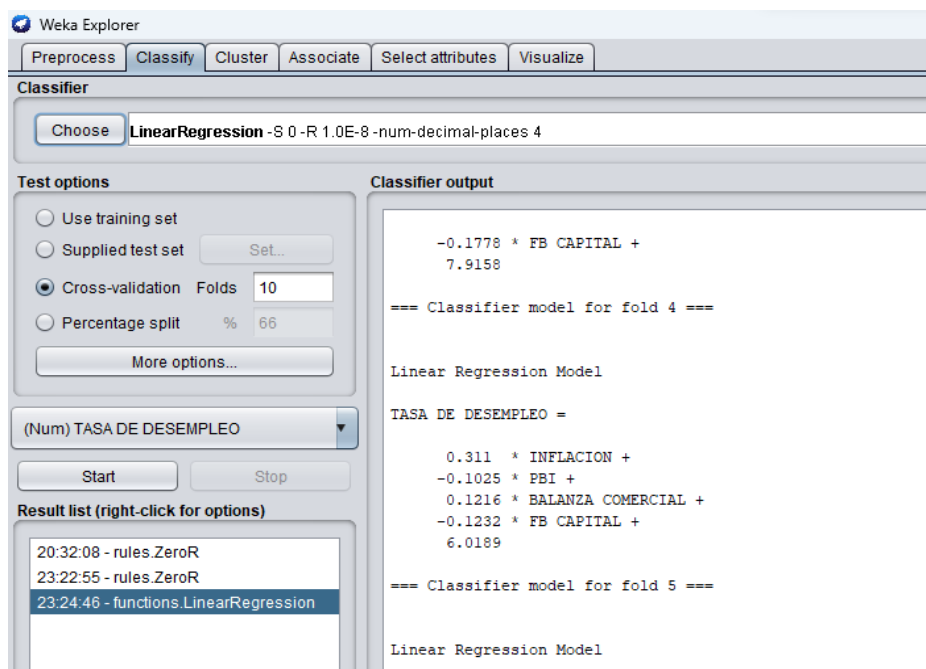 Weka Explorer
Preprocess Classify Cluster Associate Select attributes Visualize
Classifier
Choose LinearRegression -S 0 -R 1.0E-8 -num-decimal-places 4
Test options
Use training set
Supplied test set Set...
Cross-validation Folds 10
Percentage split % 66
More options...
(Num) TASA DE DESEMPLEO
Start Stop
Result list (right-click for options)
20:32:08 - rules.ZeroR
23:22:55 - rules.ZeroR
23:24:46 - functions.LinearRegression
Classifier output
-0.1778 * FB CAPITAL +
7.9158
=== Classifier model for fold 4 ===
Linear Regression Model
TASA DE DESEMPLEO =
0.311 * INFLACION +
-0.1025 * PBI +
0.1216 * BALANZA COMERCIAL +
-0.1232 * FB CAPITAL +
6.0189
=== Classifier model for fold 5 ===
Linear Regression Model